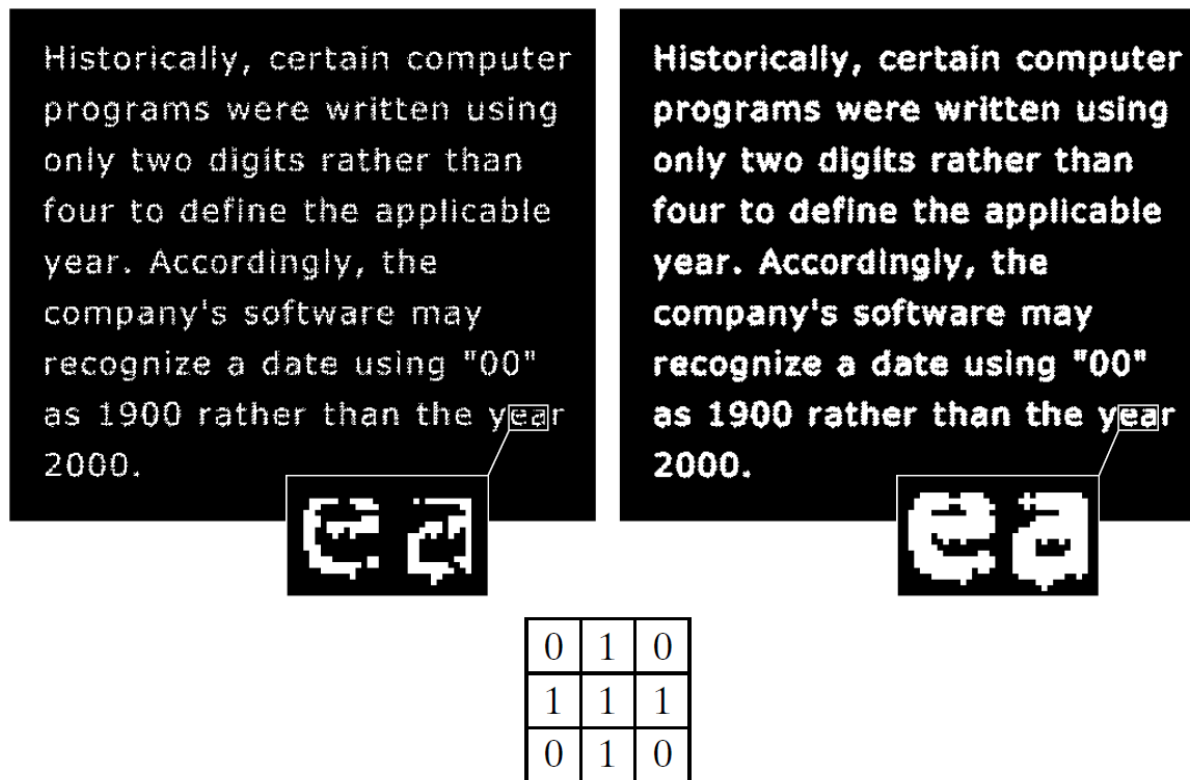 Historically, certain computer
programs were written using
only two digits rather than
four to define the applicable
year. Accordingly, the
company's software may
recognize a date using "00"
as 1900 rather than the year
2000.
e a
Historically, certain computer
programs were written using
only two digits rather than
four to define the applicable
year. Accordingly, the
company's software may
recognize a date using "00"
as 1900 rather than the year
2000.
e a
0 1 0
1 1 1
0 1 0